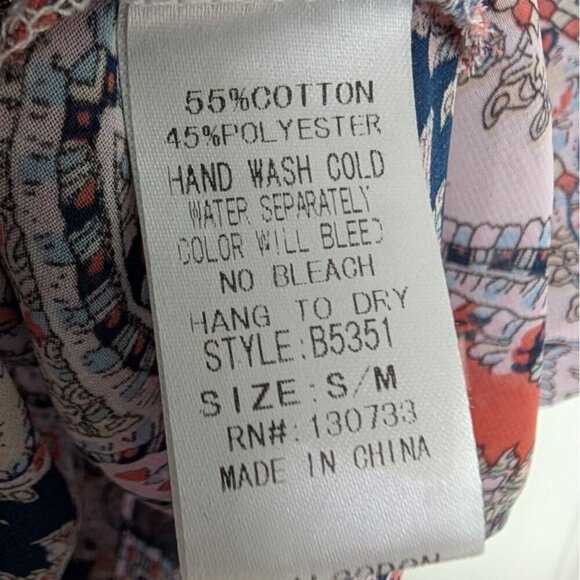 55%COTTON
45%POLYESTER
HAND WASH COLD
WATER SEPARATELY
COLOR WILL BLEED
NO BLEACH
HANG TO DRY
STYLE:B5351
SIZE:S/M
RN#:130733
MADE IN CHINA
ALGODON